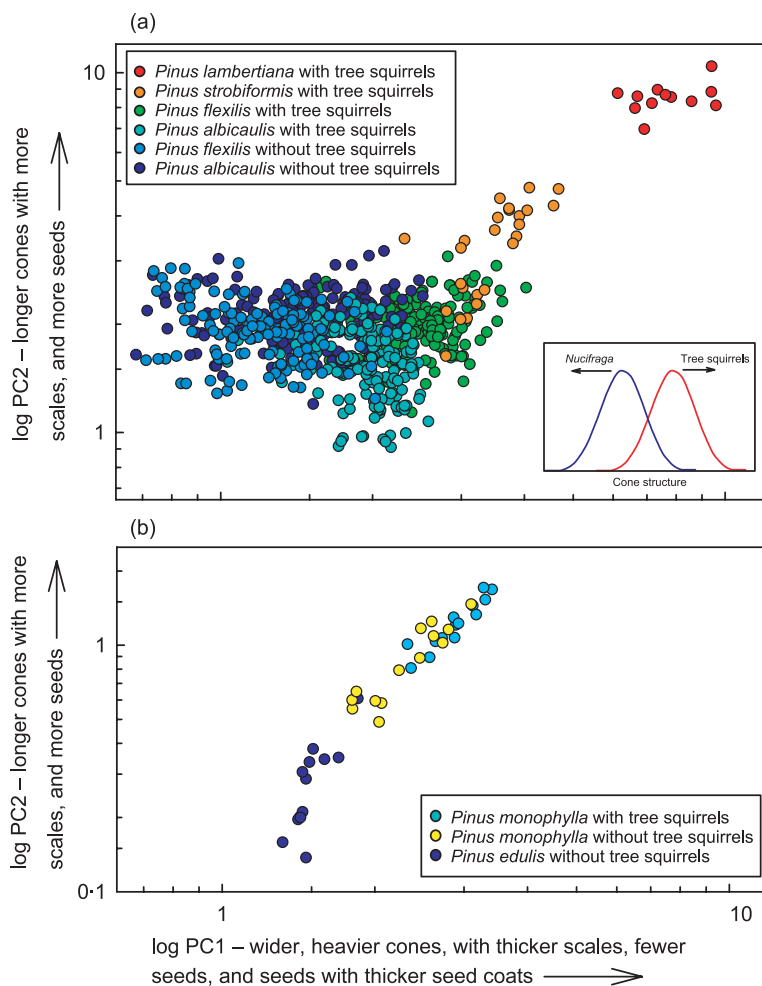 (a)
10
1
log PC2 – longer cones with more
scales, and more seeds
Pinus lambertiana with tree squirrels
Pinus strobiformis with tree squirrels
Pinus flexilis with tree squirrels
Pinus albicaulis with tree squirrels
Pinus flexilis without tree squirrels
Pinus albicaulis without tree squirrels
Nucifraga
Tree squirrels
Cone structure
(b)
1
0·1
log PC2 – longer cones with more
scales, and more seeds
Pinus monophylla with tree squirrels
Pinus monophylla without tree squirrels
Pinus edulis without tree squirrels
1
10
log PC1 – wider, heavier cones, with thicker scales, fewer
seeds, and seeds with thicker seed coats